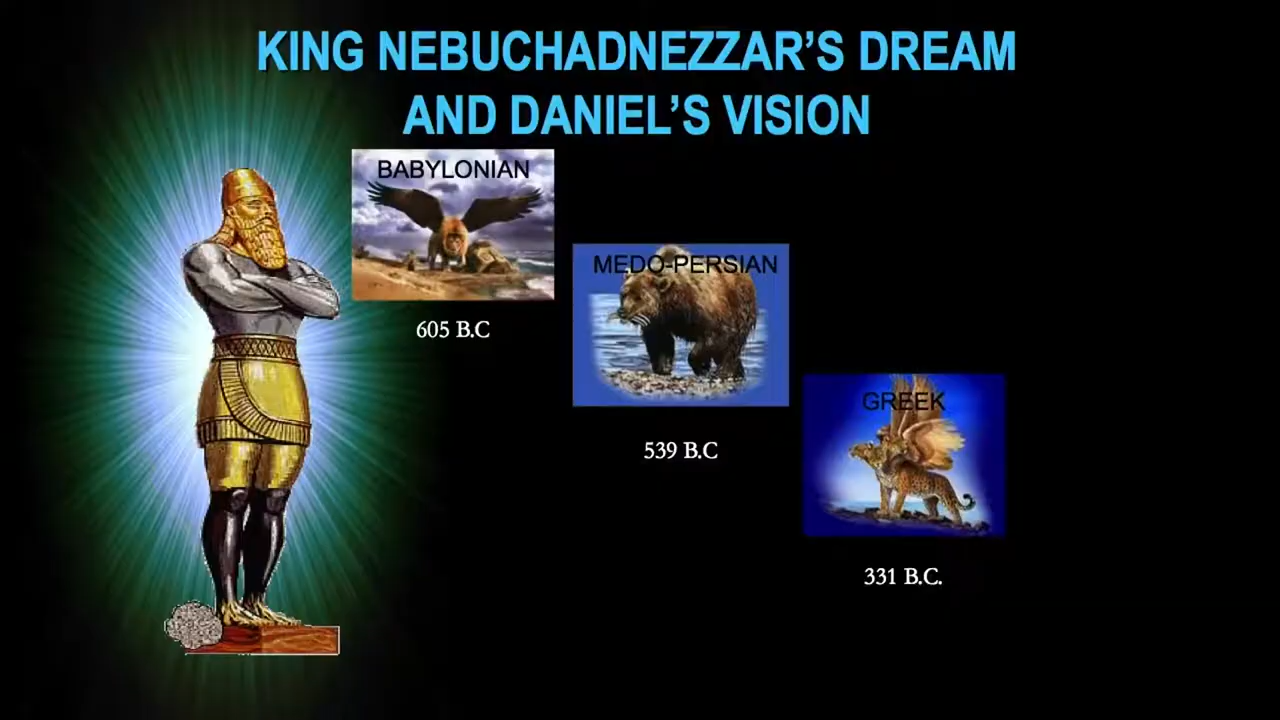 KING NEBUCHADNEZZAR'S DREAM
AND DANIEL'S VISION
BABYLONIAN
605 B.C
MEDO-PERSIAN
539 B.C
GREEK
331 B.C.